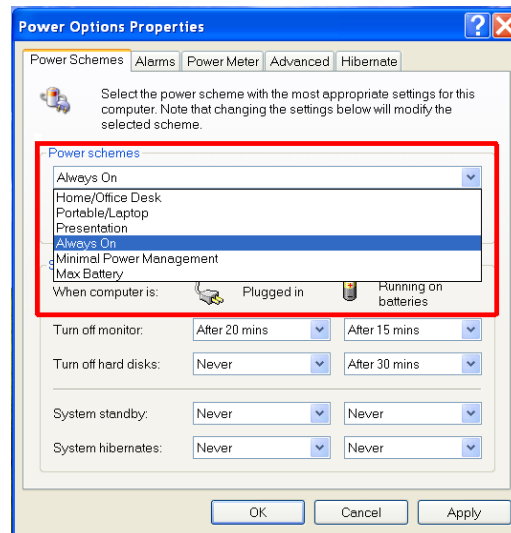 Power Options Properties
Power Schemes Alarms Power Meter Advanced Hibernate
Select the power scheme with the most appropriate settings for this
computer. Note that changing the settings below will modify the
selected scheme.
Power schemes
Always On
Home/Office Desk
Portable/Laptop
Presentation
Always On
Minimal Power Management
Max Battery
When computer is: Plugged in Running on
batteries
Turn off monitor: After 20 mins After 15 mins
Turn off hard disks: Never After 30 mins
System standby: Never Never
System hibernates: Never Never
OK Cancel Apply